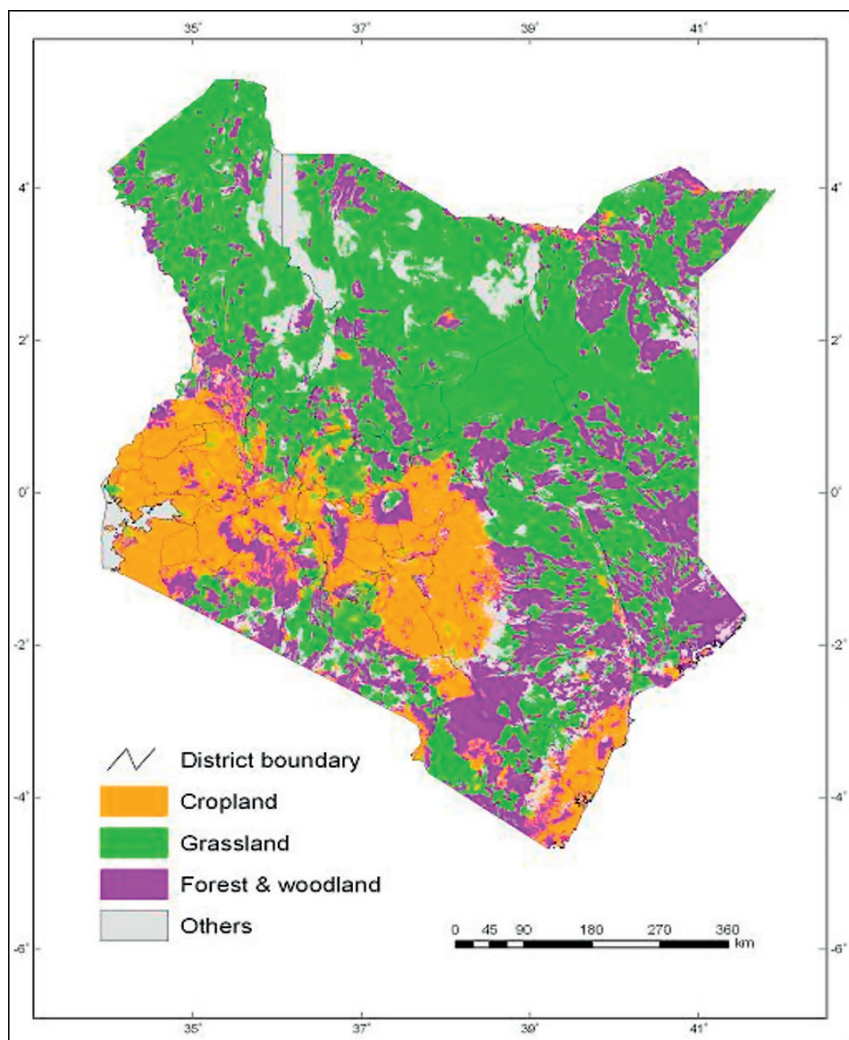 35° 37° 39° 41°
4° 4°
2° 2°
0° 0°
-2° -2°
District boundary
Cropland
-4° -4°
Grassland
Forest & woodland
Others
0 45 90 180 270 360
km
-6° -6°
35° 37° 39° 41°